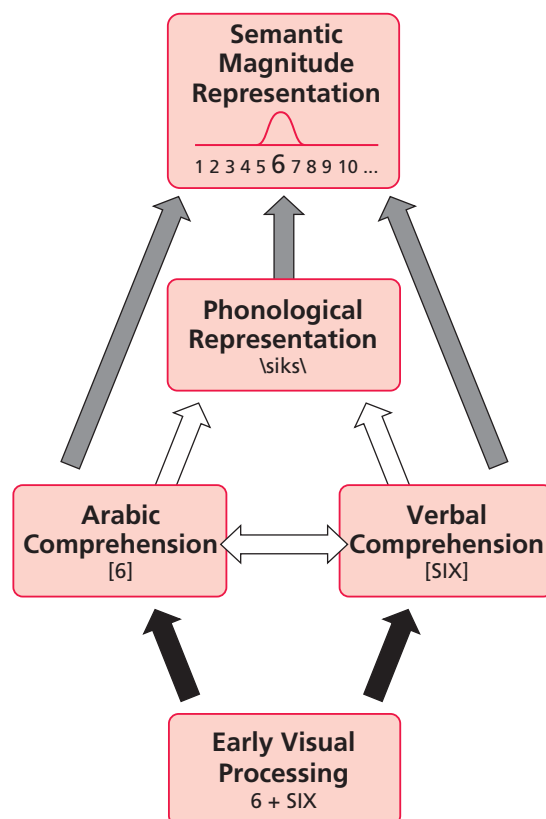 Semantic
Magnitude
Representation
1 2 3 4 5 6 7 8 9 10 ...
Phonological
Representation
\siks\
Arabic
Comprehension
[6]
Verbal
Comprehension
[SIX]
Early Visual
Processing
6 + SIX